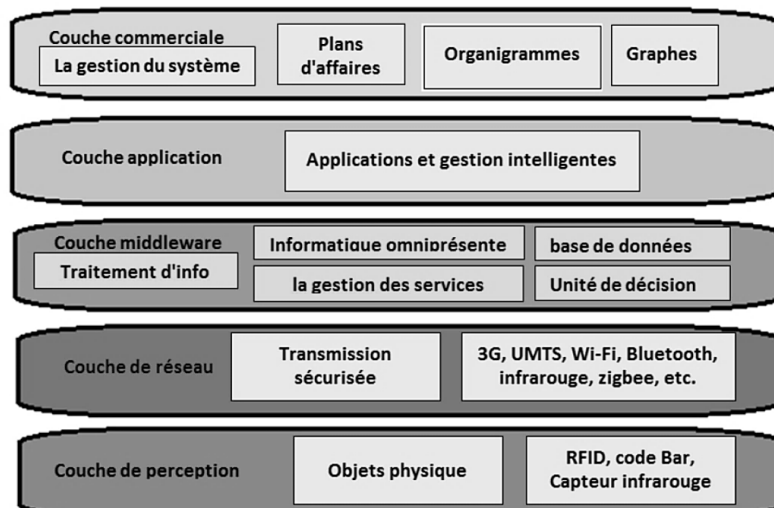 Couche commerciale
La gestion du système
Plans
d'affaires
Organigrammes
Graphes
Couche application
Applications et gestion intelligentes
Couche middleware
Traitement d'info
Informatique omniprésente
base de données
la gestion des services
Unité de décision
Couche de réseau
Transmission
sécurisée
3G, UMTS, Wi-Fi, Bluetooth,
infrarouge, zigbee, etc.
Couche de perception
Objets physique
RFID, code Bar,
Capteur infrarouge